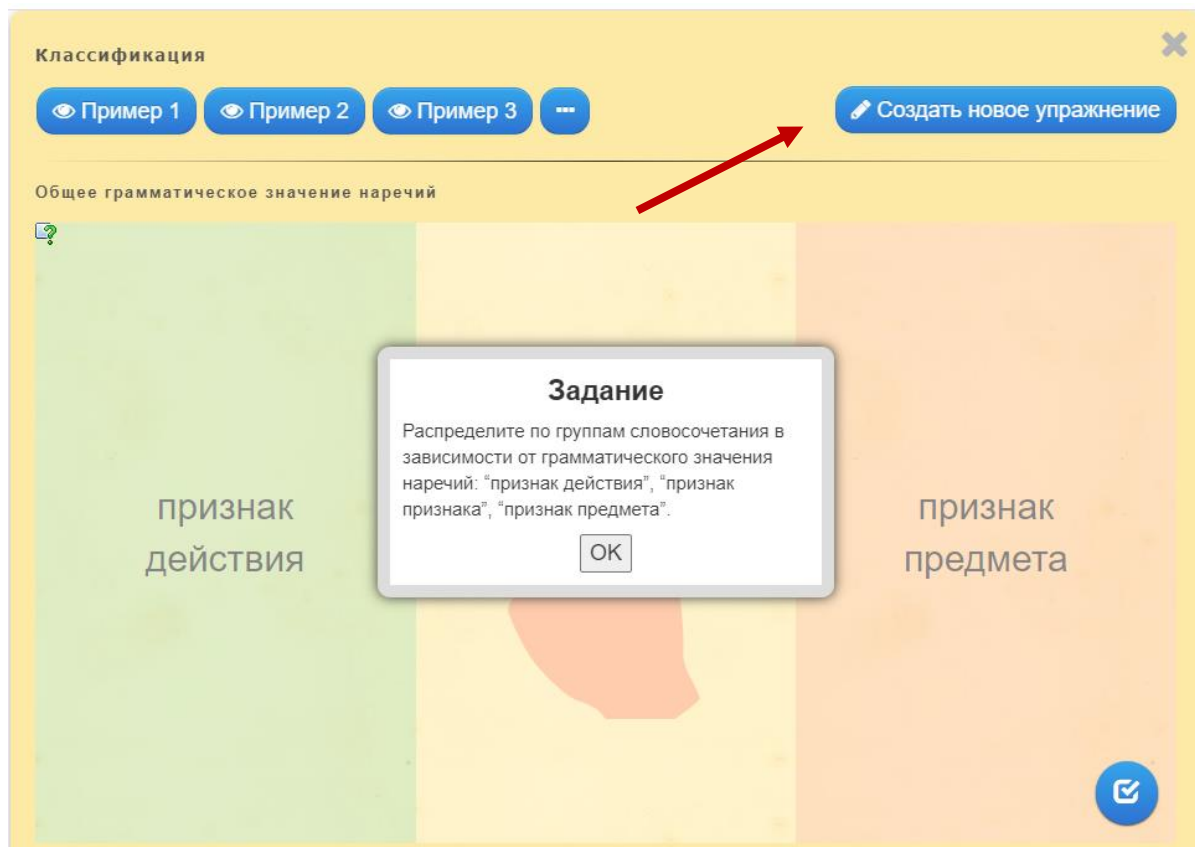 Классификация
Пример 1 Пример 2 Пример 3 Создать новое упражнение
Общее грамматическое значение наречий
Задание
Распределите по группам словосочетания в
зависимости от грамматического значения
наречий: “признак действия”, “признак
признака”, “признак предмета”.
OK
признак
действия
признак
предмета